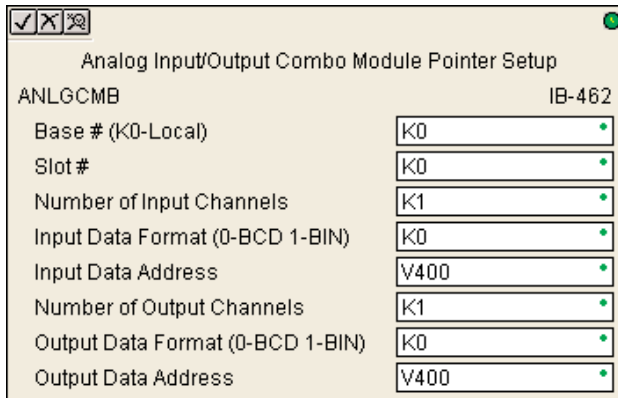 Analog Input/Output Combo Module Pointer Setup
ANLGCMB IB-462
Base # (K0-Local) K0
Slot # K0
Number of Input Channels K1
Input Data Format (0-BCD 1-BIN) K0
Input Data Address V400
Number of Output Channels K1
Output Data Format (0-BCD 1-BIN) K0
Output Data Address V400